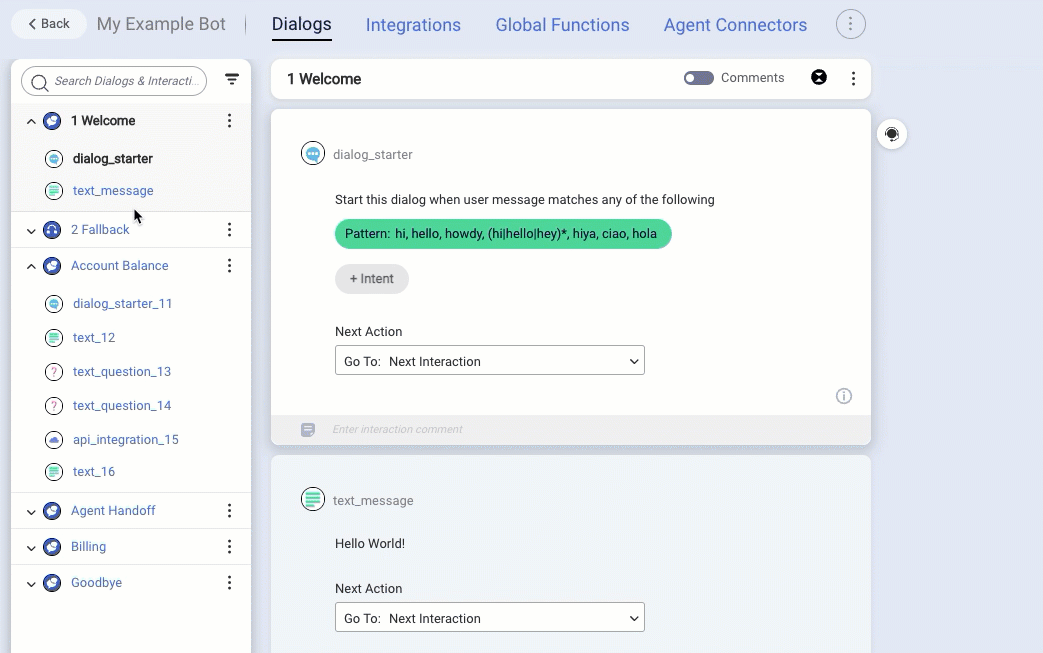 Back
My Example Bot
Dialogs
Integrations
Global Functions
Agent Connectors
Search Dialogs & Interacti...
1 Welcome
dialog_starter
text_message
2 Fallback
Account Balance
dialog_starter_11
text_12
text_question_13
text_question_14
api_integration_15
text_16
Agent Handoff
Billing
Goodbye
1 Welcome
Comments
dialog_starter
Start this dialog when user message matches any of the following
Pattern: hi, hello, howdy, (hi|hello|hey)*, hiya, ciao, hola
+ Intent
Next Action
Go To: Next Interaction
Enter interaction comment
text_message
Hello World!
Next Action
Go To: Next Interaction